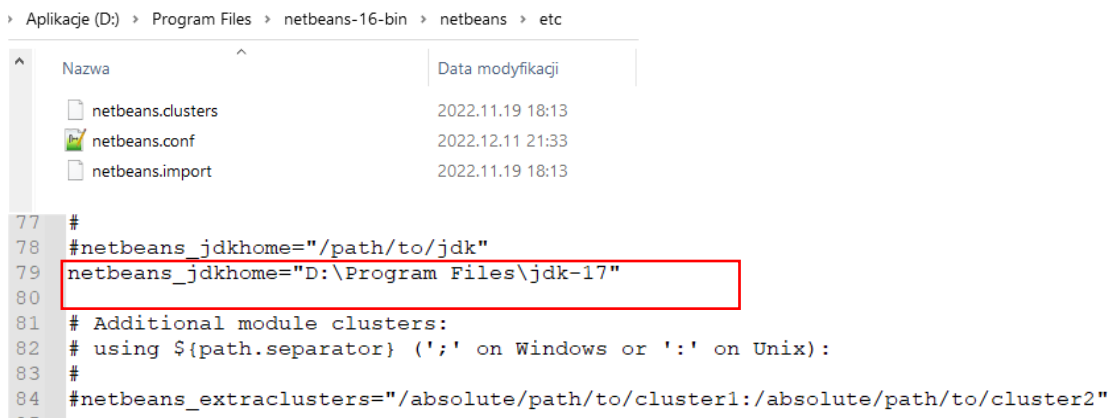 Aplikacje (D:) > Program Files > netbeans-16-bin > netbeans > etc
Nazwa Data modyfikacji
netbeans.clusters 2022.11.19 18:13
netbeans.conf 2022.12.11 21:33
netbeans.import 2022.11.19 18:13
77 #
78 #netbeans_jdkhome="/path/to/jdk"
79 netbeans_jdkhome="D:\Program Files\jdk-17"
80
81 # Additional module clusters:
82 # using ${path.separator} (';' on Windows or ':' on Unix):
83 #
84 #netbeans_extraclusters="/absolute/path/to/cluster1:/absolute/path/to/cluster2"